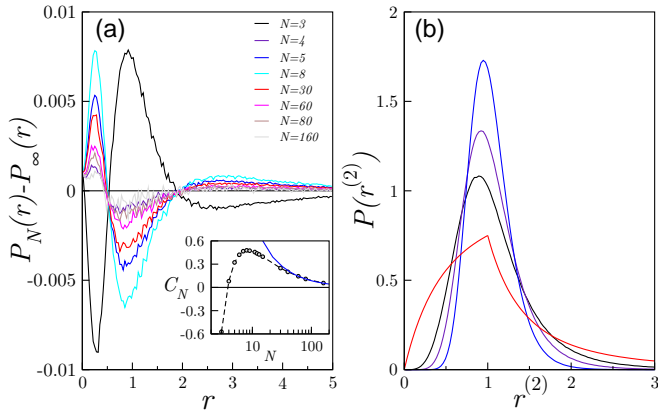 (a)
N=3
N=4
N=5
N=8
N=30
N=60
N=80
N=160
0.01
0.005
0
-0.005
-0.01
P_N(r)-P_∞(r)
0 1 2 3 4 5
r
0.6
0.3
0
-0.3
-0.6
C_N
10 100
N
(b)
2
1.5
1
0.5
0
P(r^(2))
0 1 2 3
r^(2)